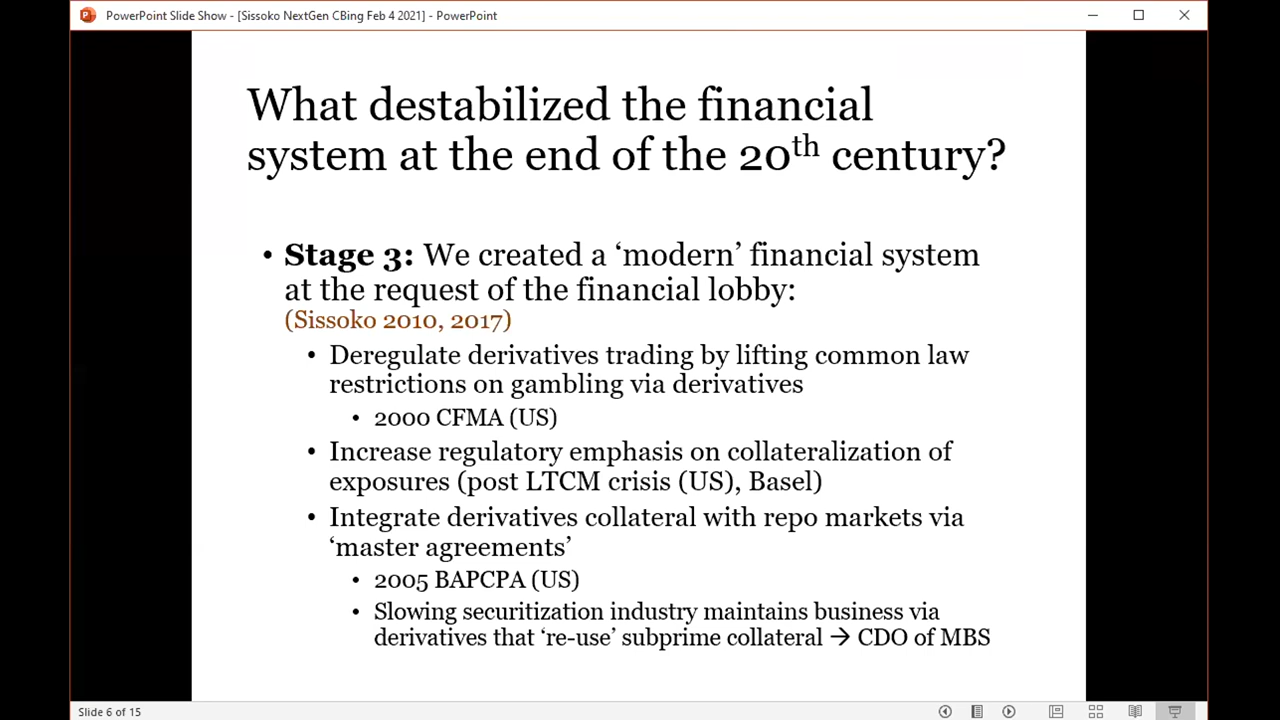 PowerPoint Slide Show - [Sissoko NextGen CBing Feb 4 2021] - PowerPoint
What destabilized the financial
system at the end of the 20th century?
• Stage 3: We created a ‘modern’ financial system
at the request of the financial lobby:
(Sissoko 2010, 2017)
• Deregulate derivatives trading by lifting common law
restrictions on gambling via derivatives
• 2000 CFMA (US)
• Increase regulatory emphasis on collateralization of
exposures (post LTCM crisis (US), Basel)
• Integrate derivatives collateral with repo markets via
‘master agreements’
• 2005 BAPCPA (US)
• Slowing securitization industry maintains business via
derivatives that ‘re-use’ subprime collateral → CDO of MBS
Slide 6 of 15